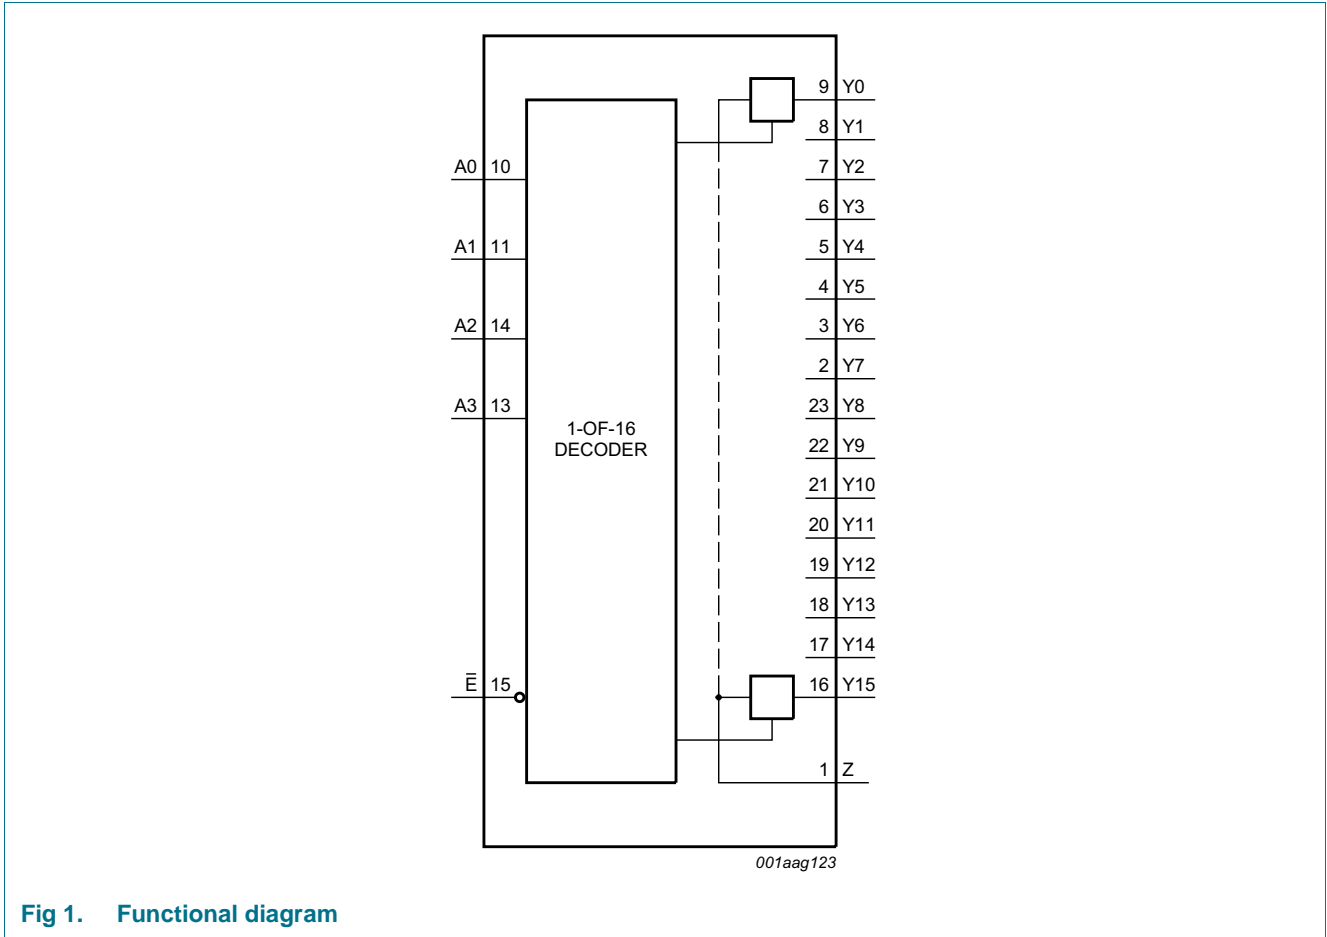 9 Y0
8 Y1
A0 10
7 Y2
6 Y3
A1 11
5 Y4
4 Y5
A2 14
3 Y6
2 Y7
A3 13
23 Y8
1-OF-16
DECODER
22 Y9
21 Y10
20 Y11
19 Y12
18 Y13
17 Y14
E̅ 15
16 Y15
1 Z
001aag123
Fig 1. Functional diagram